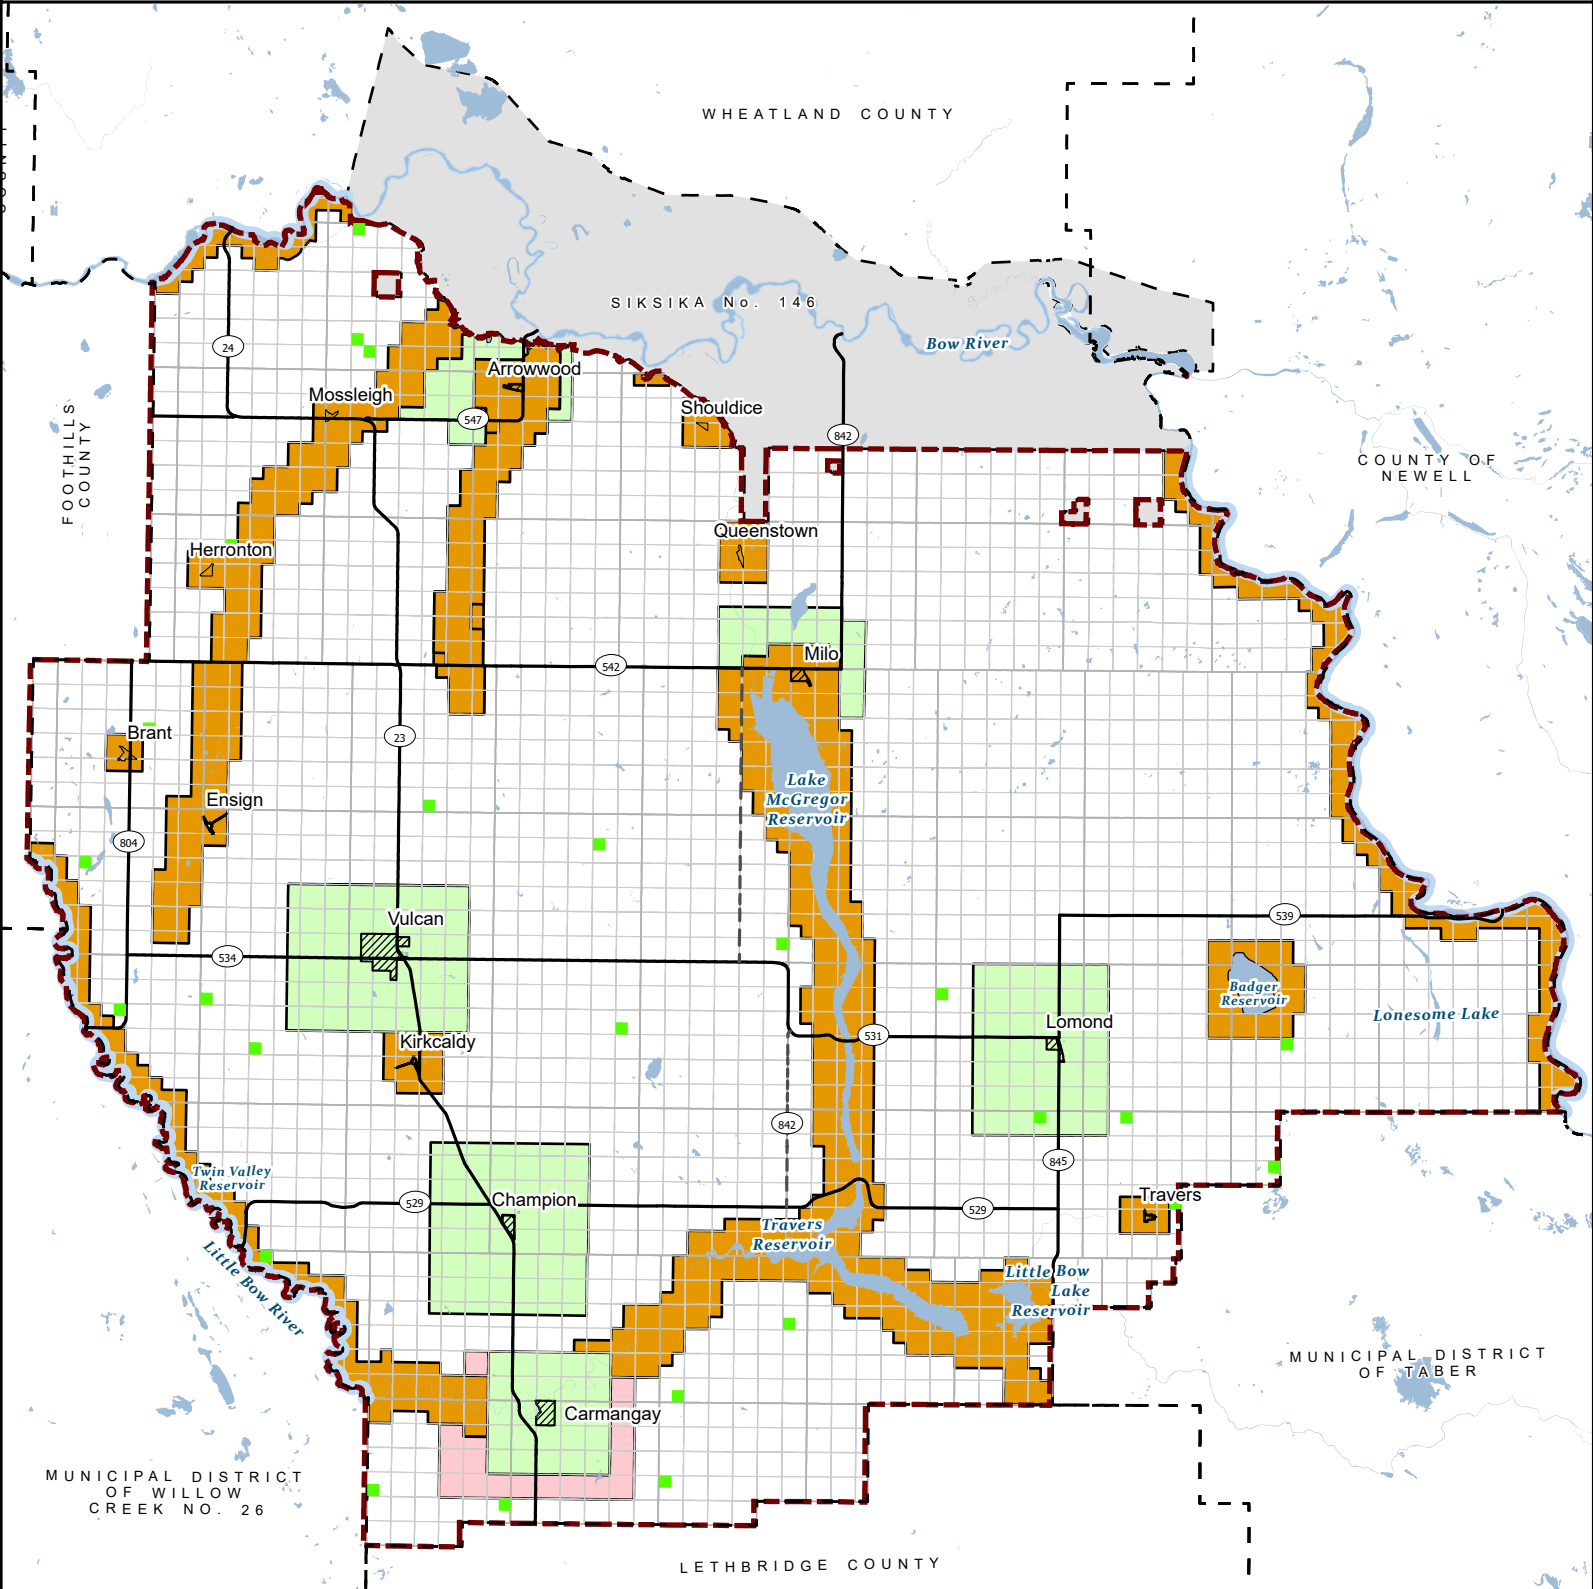 WHEATLAND COUNTY
SIKSIKA No. 146
Bow River
24
Arrowwood
Mossleigh
547
Shouldice
842
FOOTHILLS
COUNTY
COUNTY OF
NEWELL
Queenstown
Herronton
Milo
542
Brant
23
Lake
McGregor
Reservoir
Ensign
804
Vulcan
539
534
Badger
Reservoir
Lonesome Lake
Lomond
531
Kirkcaldy
842
845
Twin Valley
Reservoir
Champion
529
529
Travers
Travers
Reservoir
Little Bow River
Little Bow
Lake
Reservoir
MUNICIPAL DISTRICT
OF TABER
Carmangay
MUNICIPAL DISTRICT
OF WILLOW
CREEK NO. 26
LETHBRIDGE COUNTY